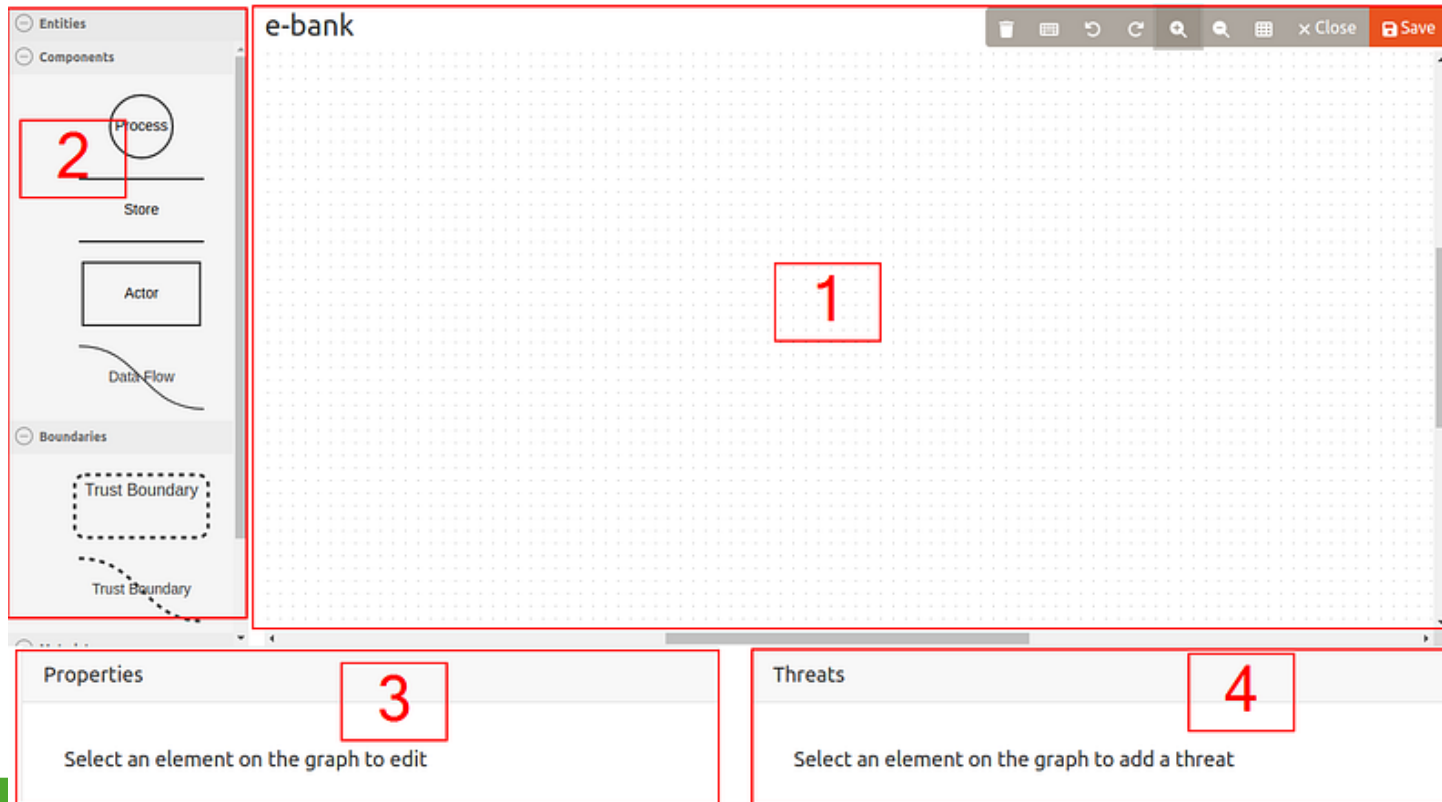 Entities
Components
Process
2
Store
Actor
Data Flow
Boundaries
Trust Boundary
Trust Boundary
e-bank
Close
Save
1
Properties
3
Select an element on the graph to edit
Threats
4
Select an element on the graph to add a threat